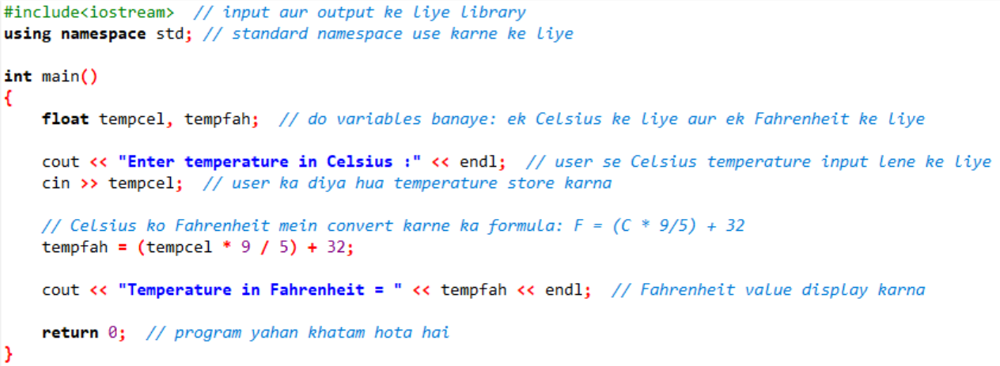 #include<iostream>  // input aur output ke liye library
using namespace std; // standard namespace use karne ke liye

int main()
{
    float tempcel, tempfah;  // do variables banaye: ek Celsius ke liye aur ek Fahrenheit ke liye

    cout << "Enter temperature in Celsius :" << endl;  // user se Celsius temperature input lene ke liye
    cin >> tempcel;  // user ka diya hua temperature store karna

    // Celsius ko Fahrenheit mein convert karne ka formula: F = (C * 9/5) + 32
    tempfah = (tempcel * 9 / 5) + 32;

    cout << "Temperature in Fahrenheit = " << tempfah << endl;  // Fahrenheit value display karna

    return 0;  // program yahan khatam hota hai
}